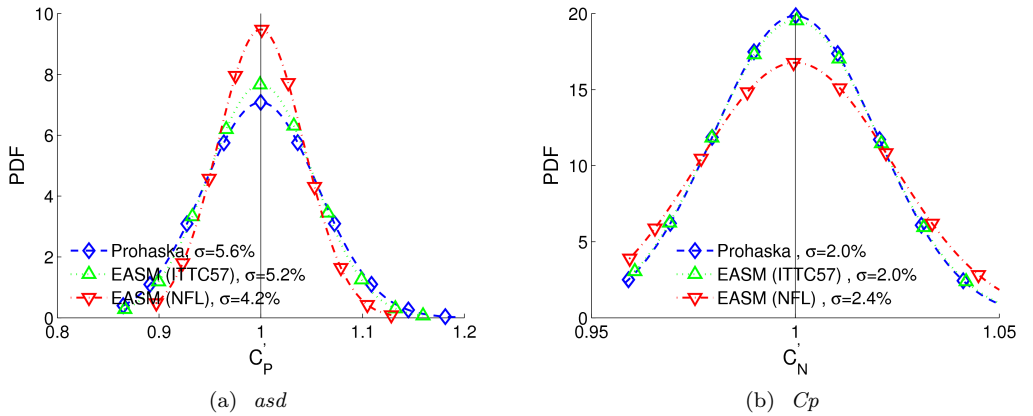 10
8
6
4
2
0
PDF
Prohaska, σ=5.6%
EASM (ITTC57), σ=5.2%
EASM (NFL), σ=4.2%
0.8 0.9 1 1.1 1.2
C'P
(a) asd
20
15
10
5
0
PDF
Prohaska , σ=2.0%
EASM (ITTC57) , σ=2.0%
EASM (NFL) , σ=2.4%
0.95 1 1.05
C'N
(b) Cp